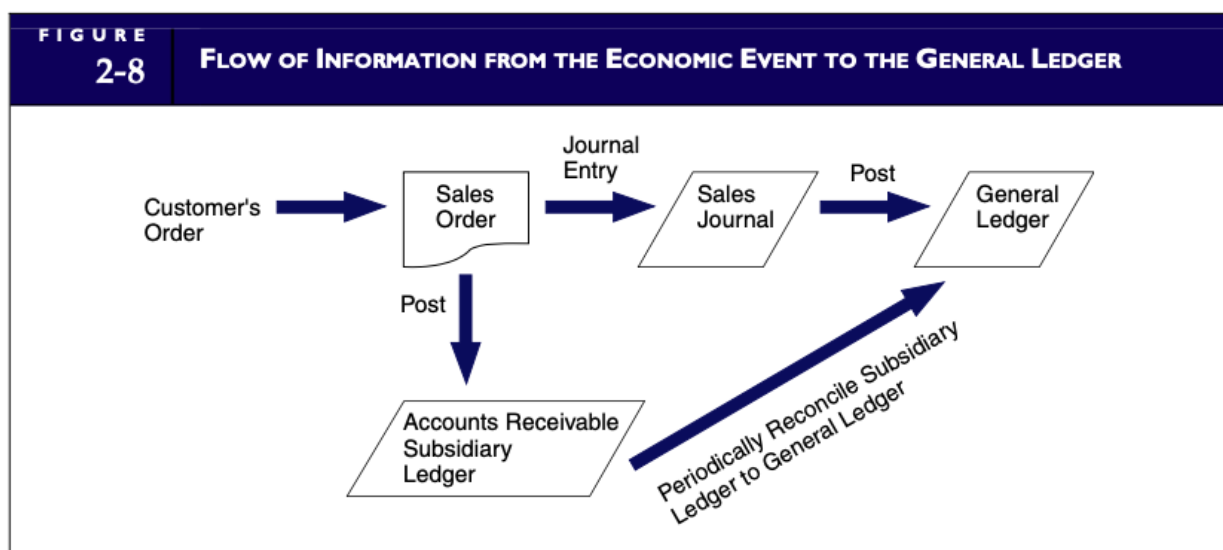 FIGURE
2-8
FLOW OF INFORMATION FROM THE ECONOMIC EVENT TO THE GENERAL LEDGER
Customer's
Order
Sales
Order
Journal
Entry
Sales
Journal
Post
General
Ledger
Post
Accounts Receivable
Subsidiary
Ledger
Periodically Reconcile Subsidiary
Ledger to General Ledger